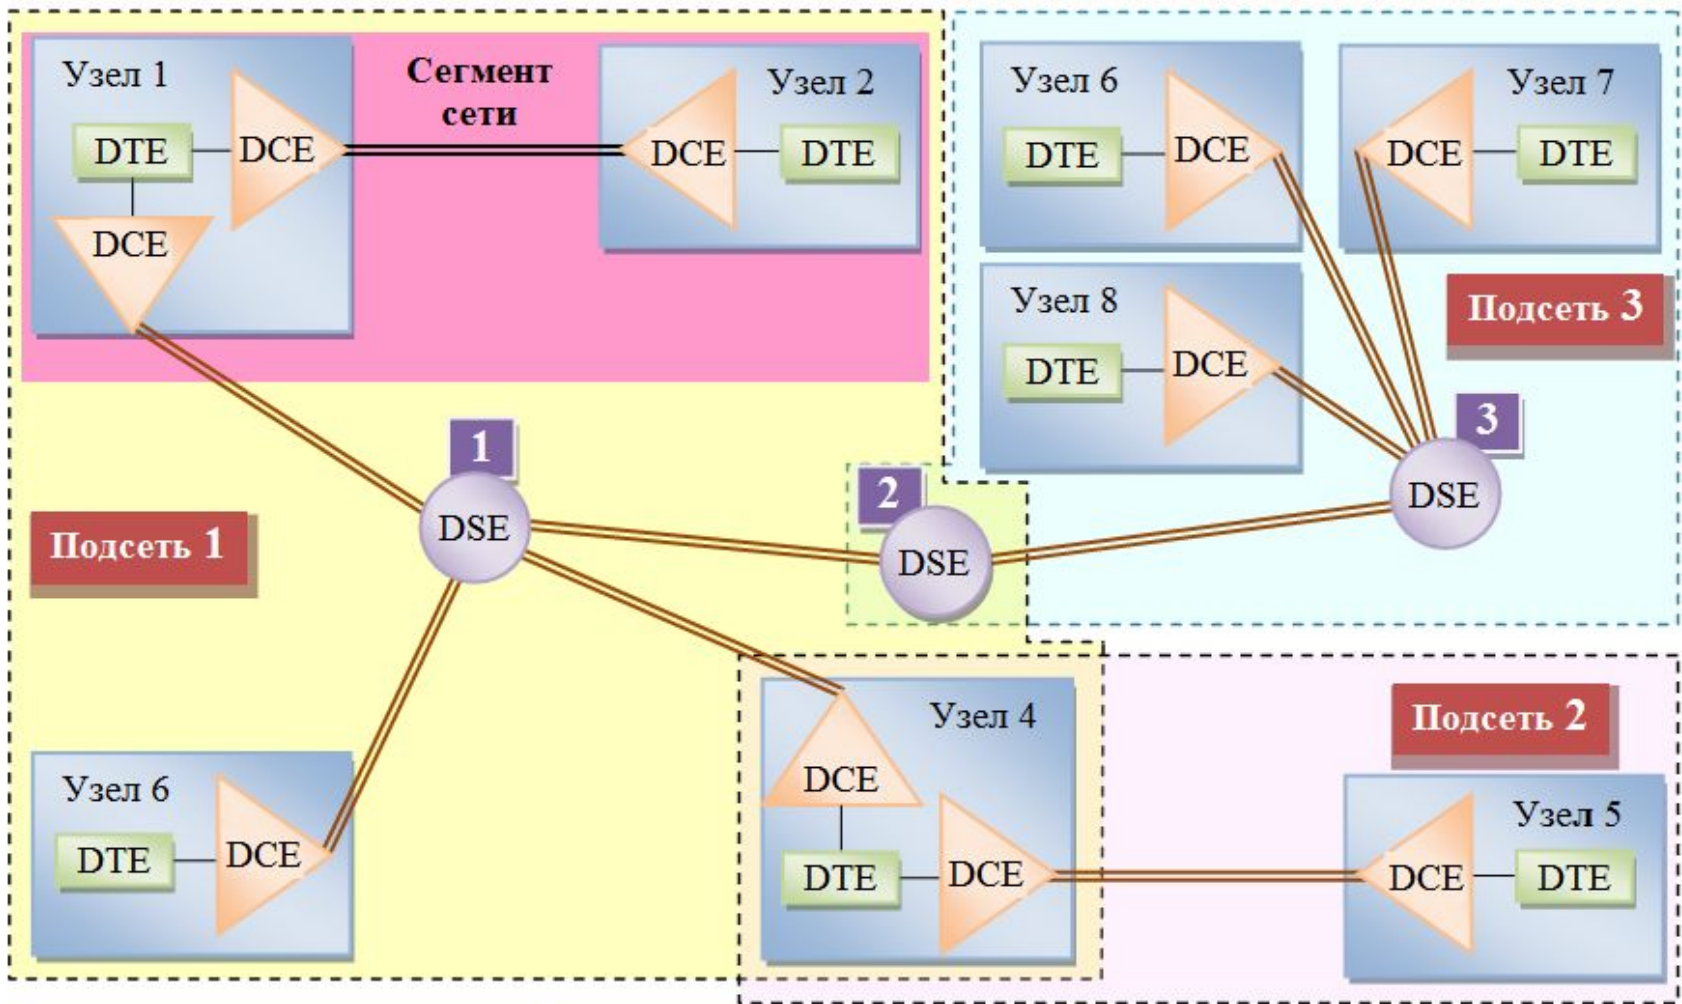 Узел 1
DTE
DCE
DCE
Сегмент
сети
Узел 2
DCE
DTE
Узел 6
DTE
DCE
Узел 7
DCE
DTE
Узел 8
DTE
DCE
Подсеть 3
1
DSE
2
DSE
3
DSE
Подсеть 1
Узел 6
DTE
DCE
Узел 4
DCE
DTE
DCE
Подсеть 2
Узел 5
DCE
DTE